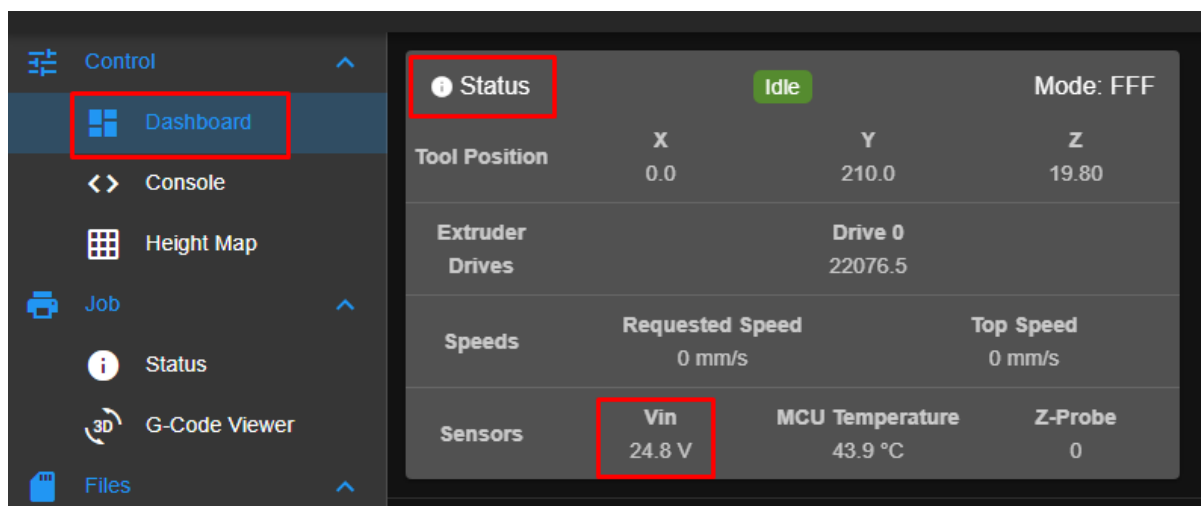 Control
Dashboard
Console
Height Map
Job
Status
3D G-Code Viewer
Files
Status Idle Mode: FFF
Tool Position X Y Z
0.0 210.0 19.80
Extruder Drives Drive 0
22076.5
Speeds Requested Speed Top Speed
0 mm/s 0 mm/s
Sensors Vin MCU Temperature Z-Probe
24.8 V 43.9 °C 0